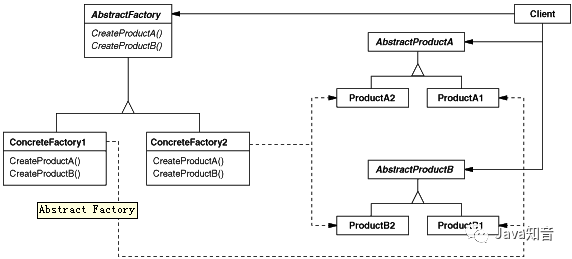 AbstractFactory
Client
CreateProductA()
CreateProductB()
AbstractProductA
ProductA2
ProductA1
ConcreteFactory1
ConcreteFactory2
CreateProductA()
CreateProductA()
CreateProductB()
CreateProductB()
AbstractProductB
Abstract Factory
ProductB2
ProductB1
Java知音